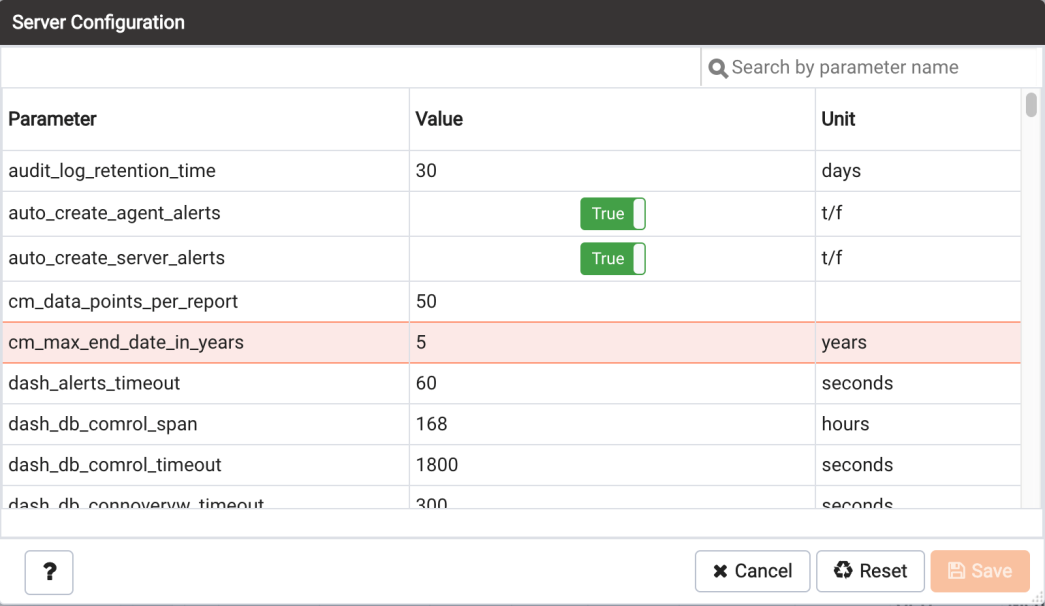 Server Configuration
Search by parameter name
Parameter Value Unit
audit_log_retention_time 30 days
auto_create_agent_alerts True t/f
auto_create_server_alerts True t/f
cm_data_points_per_report 50
cm_max_end_date_in_years 5 years
dash_alerts_timeout 60 seconds
dash_db_comrol_span 168 hours
dash_db_comrol_timeout 1800 seconds
dash_db_connovervw_timeout 300 seconds
? Cancel Reset Save